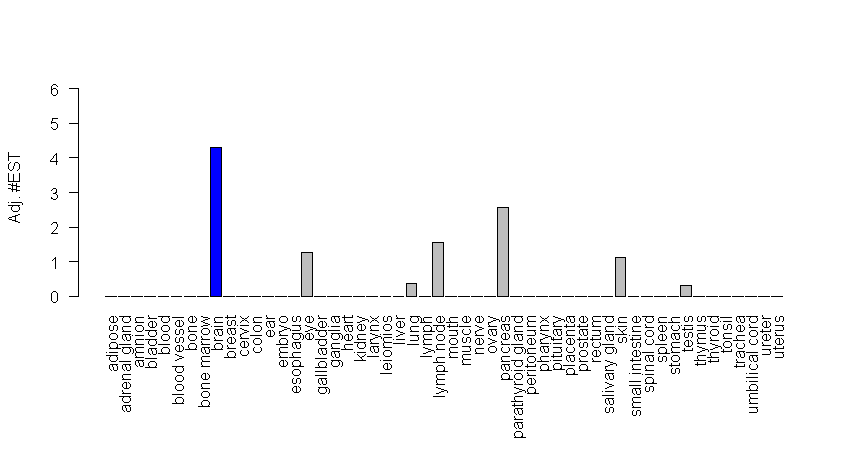 6
5
4
3
2
1
0
Adj. #EST
adipose
adrenal gland
amnion
bladder
blood
blood vessel
bone
bone marrow
brain
breast
cervix
colon
ear
embryo
esophagus
eye
gallbladder
ganglia
heart
kidney
larynx
leiomios
liver
lung
lymph
lymph node
mouth
muscle
nerve
ovary
pancreas
parathyroid gland
peritoneum
pharynx
pituitary
placenta
prostate
rectum
salivary gland
skin
small intestine
spinal cord
spleen
stomach
testis
thymus
thyroid
tonsil
trachea
umbilical cord
ureter
uterus